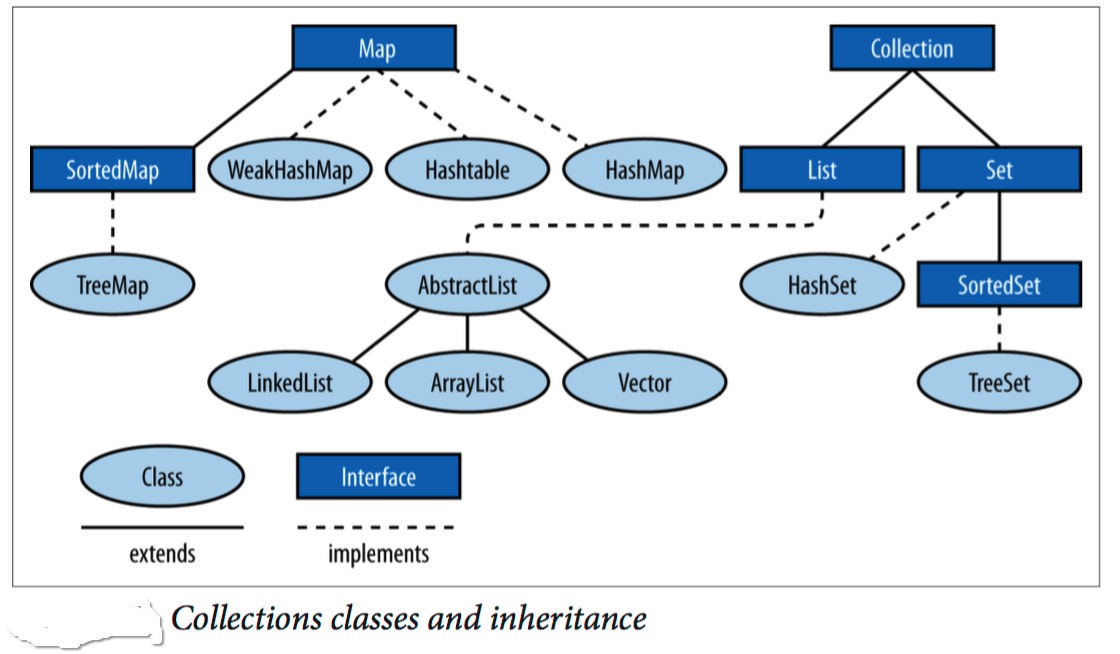 Map
Collection
SortedMap
WeakHashMap
Hashtable
HashMap
List
Set
TreeMap
AbstractList
HashSet
SortedSet
LinkedList
ArrayList
Vector
TreeSet
Class
Interface
extends
implements
Collections classes and inheritance